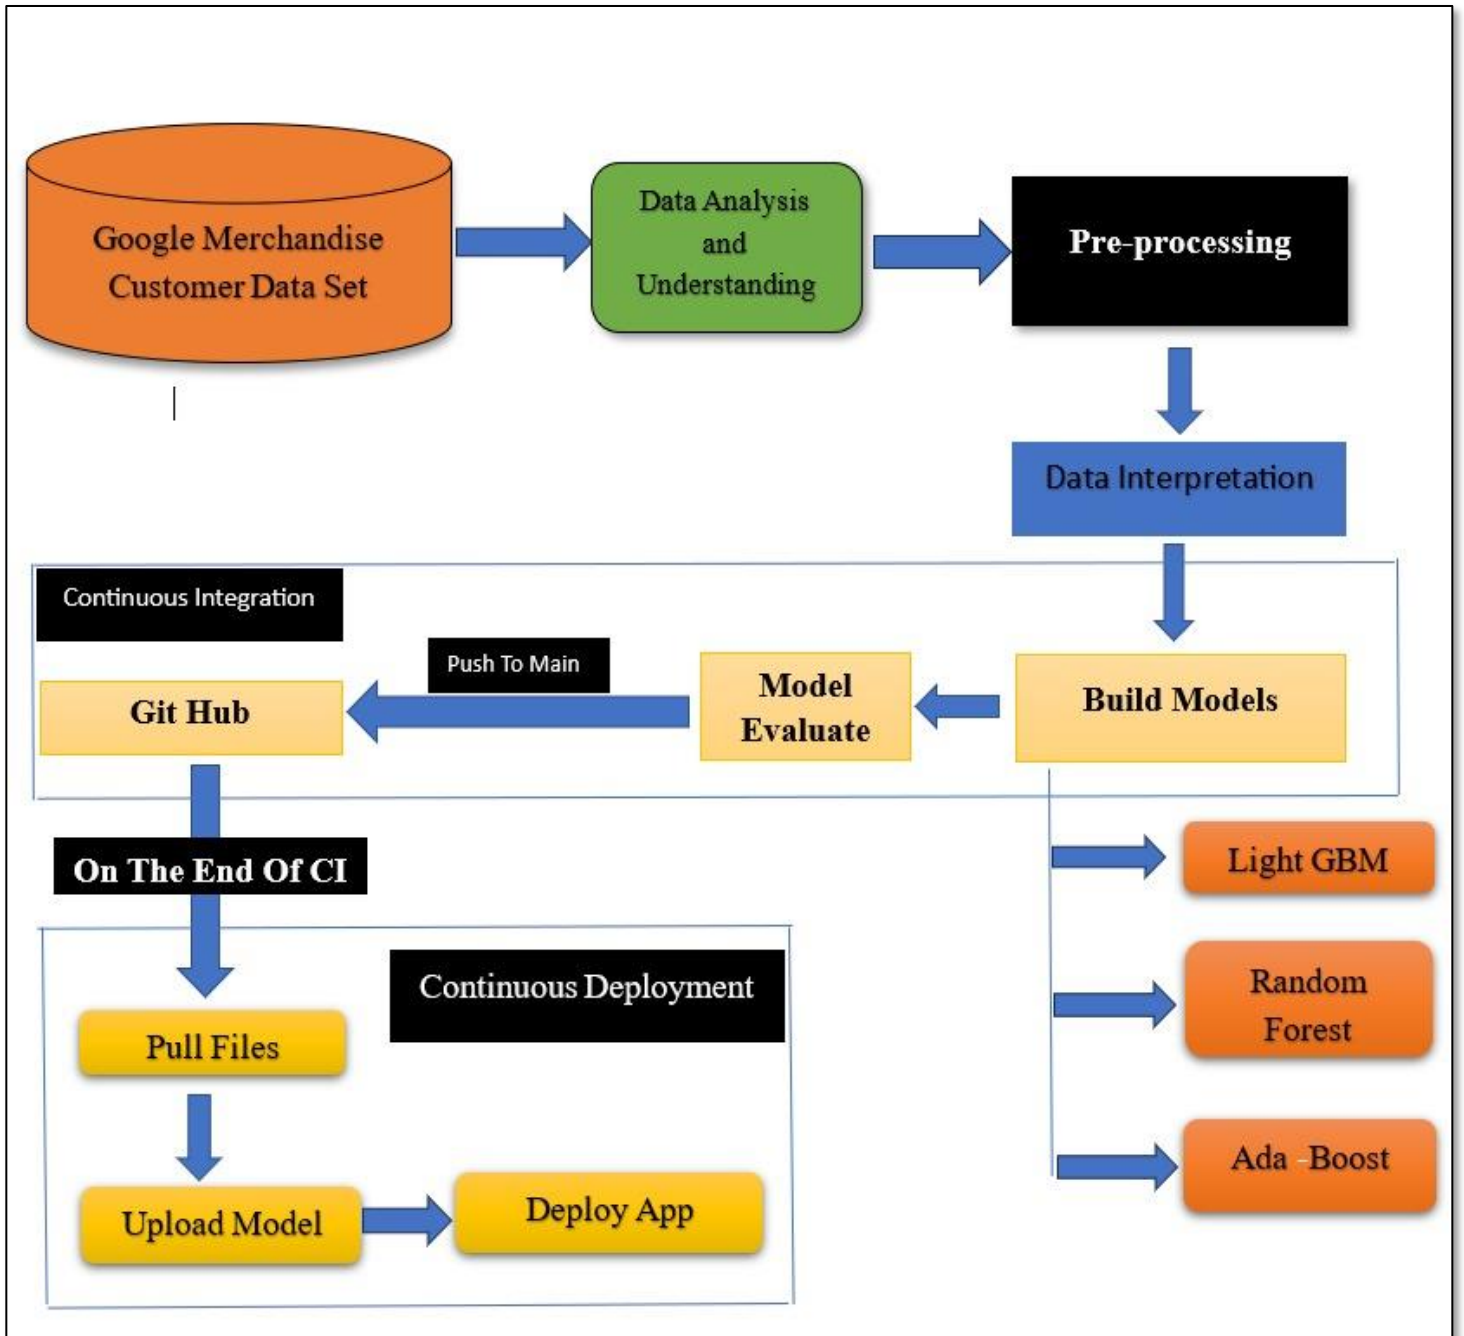 Google Merchandise
Customer Data Set
Data Analysis
and
Understanding
Pre-processing
Data Interpretation
Continuous Integration
Push To Main
Git Hub
Model
Evaluate
Build Models
On The End Of CI
Light GBM
Continuous Deployment
Random
Forest
Pull Files
Ada -Boost
Upload Model
Deploy App